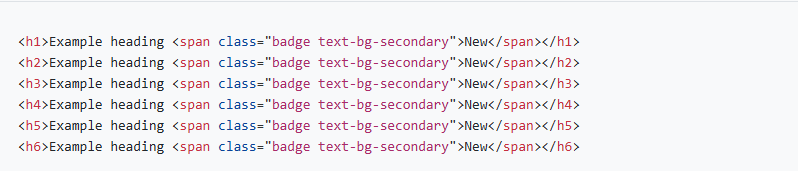 <h1>Example heading <span class="badge text-bg-secondary">New</span></h1>
<h2>Example heading <span class="badge text-bg-secondary">New</span></h2>
<h3>Example heading <span class="badge text-bg-secondary">New</span></h3>
<h4>Example heading <span class="badge text-bg-secondary">New</span></h4>
<h5>Example heading <span class="badge text-bg-secondary">New</span></h5>
<h6>Example heading <span class="badge text-bg-secondary">New</span></h6>